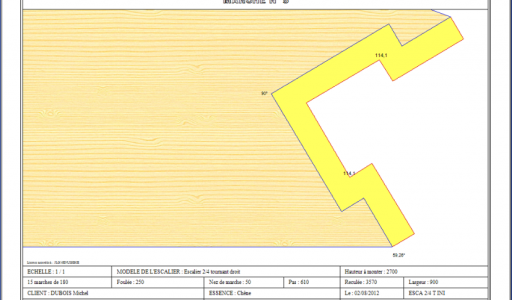 114,1
90°
114,1
59,26°
ECHELLE : 1 / 1
MODELE DE L'ESCALIER : Escalier 2/4 tournant droit
Hauteur à monter : 2700
15 marches de 180
Foulée : 250
Nez de marche : 50
Pas : 610
Reculée : 3570
Largeur : 900
CLIENT : DUBOIS Michel
ESSENCE : Chêne
Le : 02/08/2012
ESCA 2/4 T INI